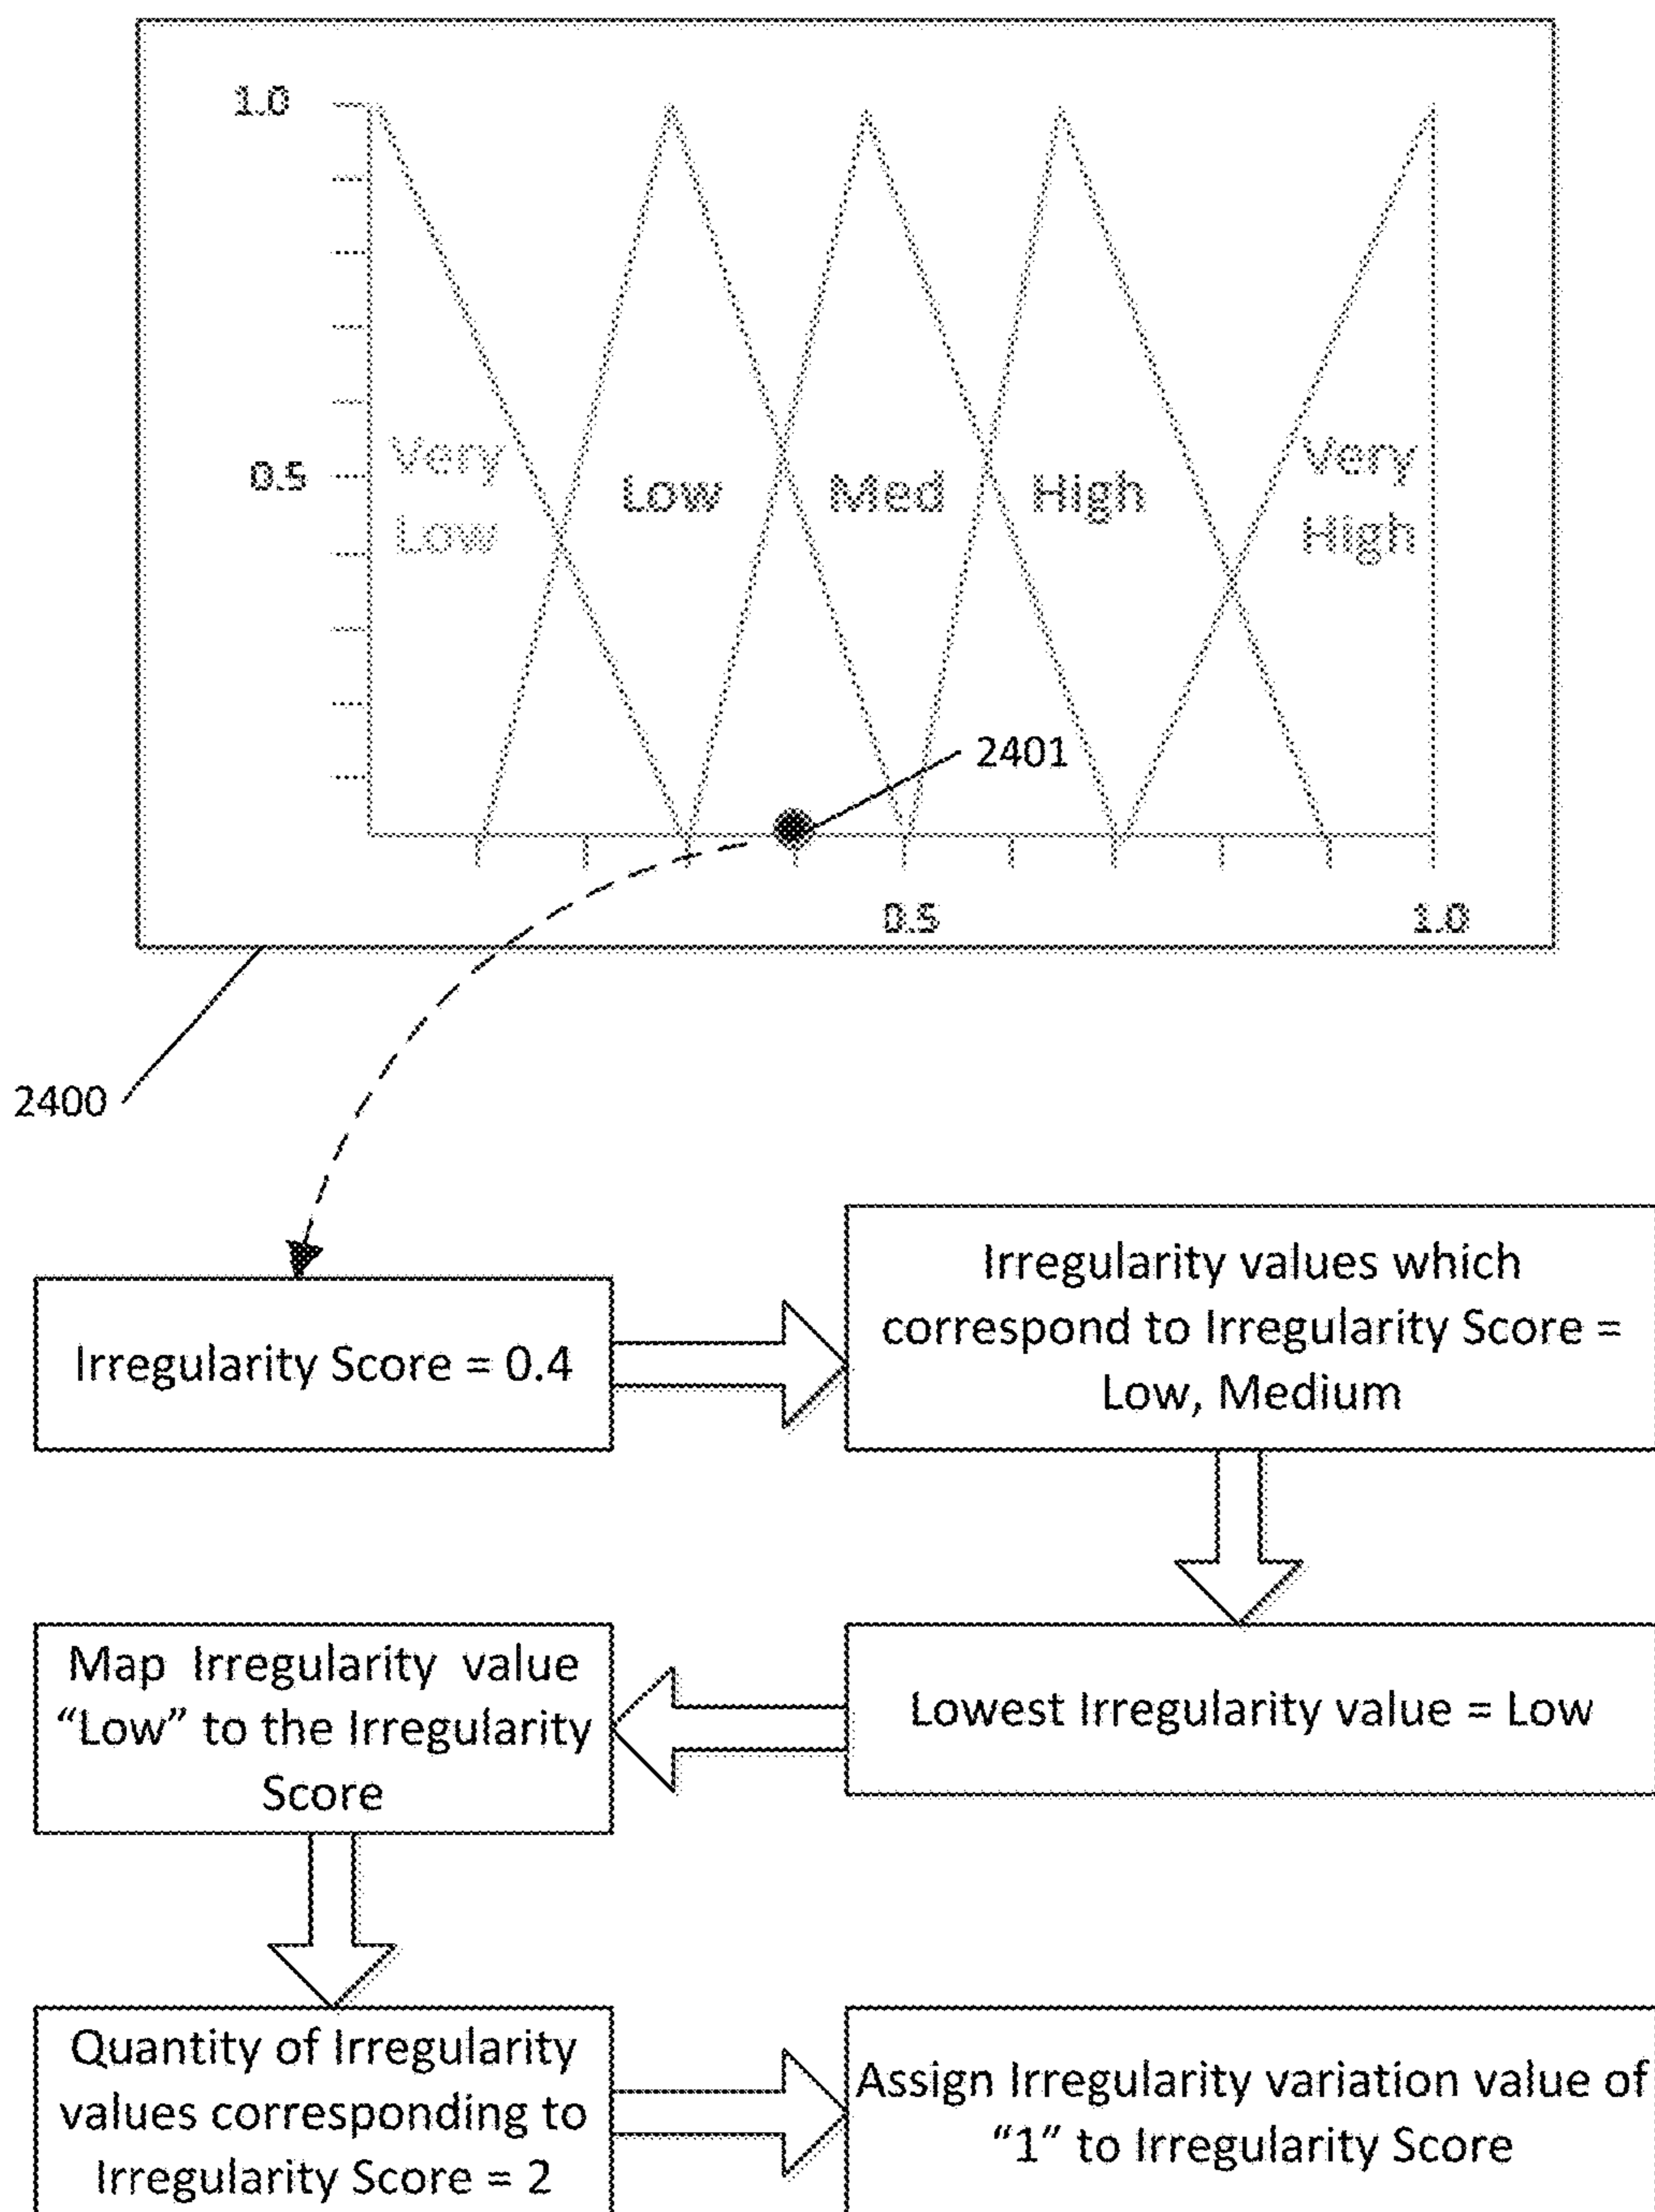 1.0
0.5
Very
Low
Low
Med
High
Very
High
2401
0.5
1.0
2400
Irregularity Score = 0.4
Irregularity values which
correspond to Irregularity Score =
Low, Medium
Lowest Irregularity value = Low
Map Irregularity value
“Low” to the Irregularity
Score
Quantity of Irregularity
values corresponding to
Irregularity Score = 2
Assign Irregularity variation value of
“1” to Irregularity Score